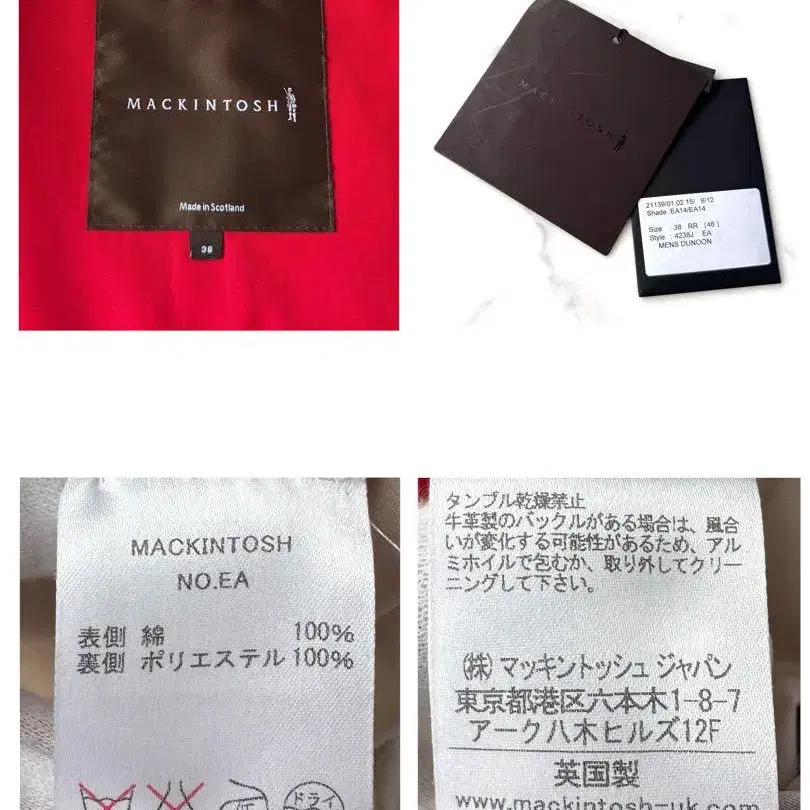 MACKINTOSH
Made in Scotland
38
MACKINTOSH
21139/01.02 15/ 9/12
Shade :EA14/EA14
Size : 38 RR (46)
Style : 4238J EA
MENS DUNOON
MACKINTOSH
NO.EA
表側 綿 100%
裏側 ポリエステル 100%
ドライ
タンブル乾燥禁止
牛革製のバックルがある場合は、風合
いが変化する可能性があるため、アル
ミホイルで包むか、取り外してクリー
ニングして下さい。
㈱ マッキントッシュ ジャパン
東京都港区六本木1-8-7
アーク八木ヒルズ12F
英国製
www.mackintosh-uk.com